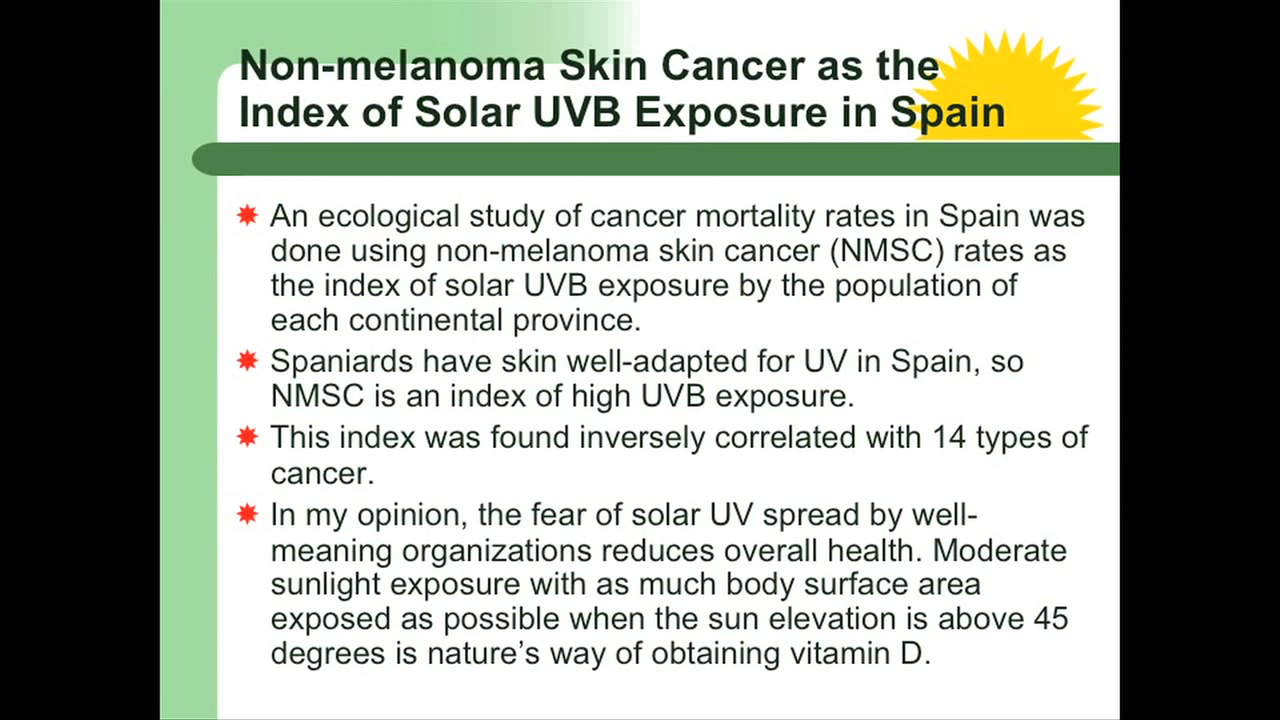 Non-melanoma Skin Cancer as the
Index of Solar UVB Exposure in Spain
An ecological study of cancer mortality rates in Spain was
done using non-melanoma skin cancer (NMSC) rates as
the index of solar UVB exposure by the population of
each continental province.
Spaniards have skin well-adapted for UV in Spain, so
NMSC is an index of high UVB exposure.
This index was found inversely correlated with 14 types of
cancer.
In my opinion, the fear of solar UV spread by well-
meaning organizations reduces overall health. Moderate
sunlight exposure with as much body surface area
exposed as possible when the sun elevation is above 45
degrees is nature's way of obtaining vitamin D.